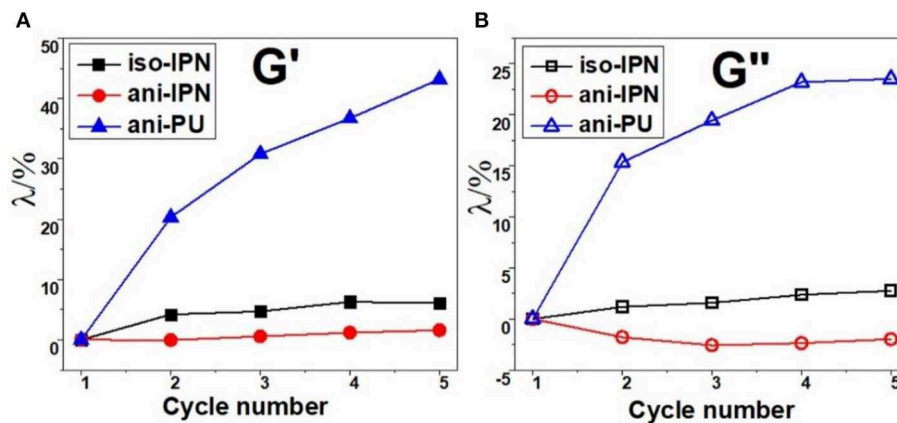 A
B
G'
iso-IPN
ani-IPN
ani-PU
λ/%
50
40
30
20
10
0
1 2 3 4 5
Cycle number
G"
iso-IPN
ani-IPN
ani-PU
λ/%
25
20
15
10
5
0
-5
1 2 3 4 5
Cycle number